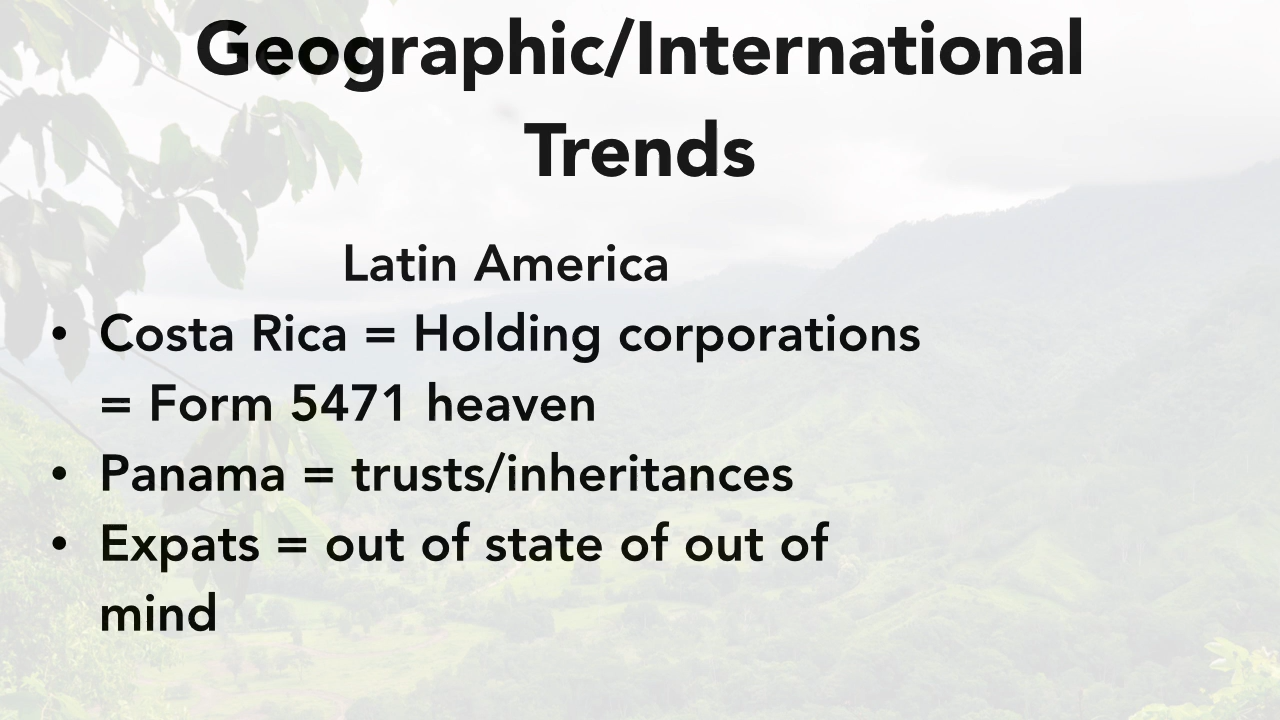 Geographic/International
Trends
Latin America
• Costa Rica = Holding corporations
= Form 5471 heaven
• Panama = trusts/inheritances
• Expats = out of state of out of
mind